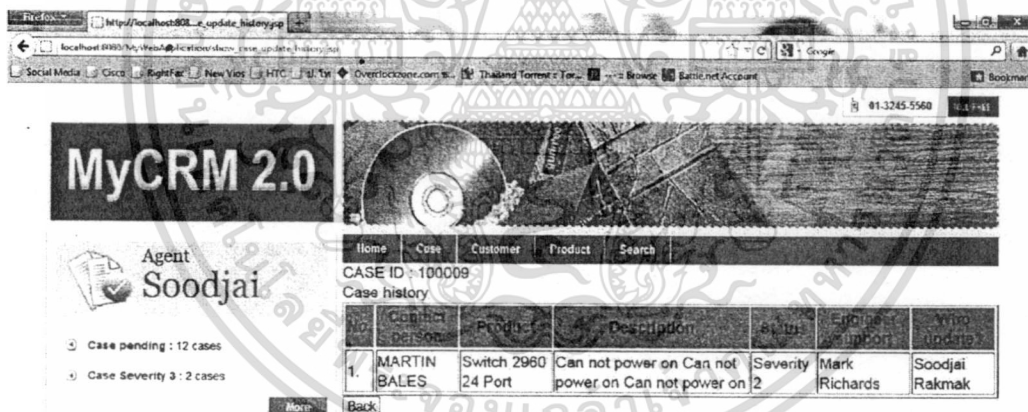 Firefox
http://localhost:808...e_update_history.jsp
localhost:8080/MyWebApplication/show_case_update_history.jsp
Google
Social Media Cisco RightFax New Vios HTC Overclockzone.com Thailand Torrent Browse Battle.net Account Bookmar
01-3245-5560
MyCRM 2.0
Home Case Customer Product Search
Agent
Soodjai
CASE ID : 100009
Case history
No Contact person Product Description Status Engineer support Who update?
1. MARTIN BALES Switch 2960 24 Port Can not power on Can not power on Can not power on Severity 2 Mark Richards Soodjai Rakmak
Case pending : 12 cases
Case Severity 3 : 2 cases
More
Back